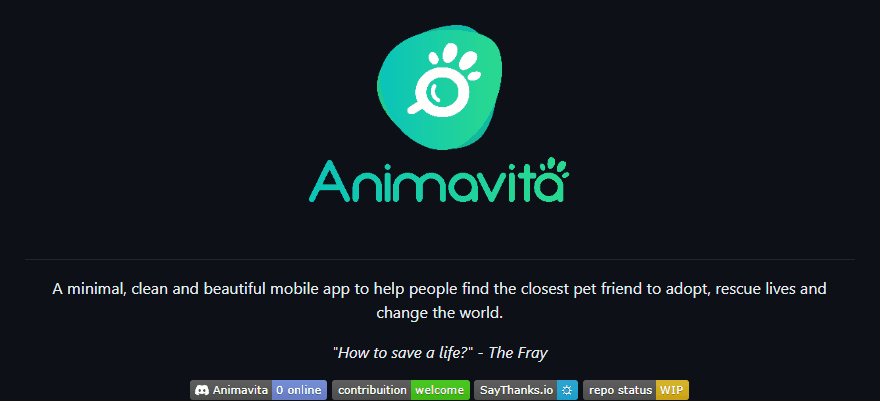 Animavita
A minimal, clean and beautiful mobile app to help people find the closest pet friend to adopt, rescue lives and
change the world.
"How to save a life?" - The Fray
Animavita 0 online contribuition welcome SayThanks.io repo status WIP